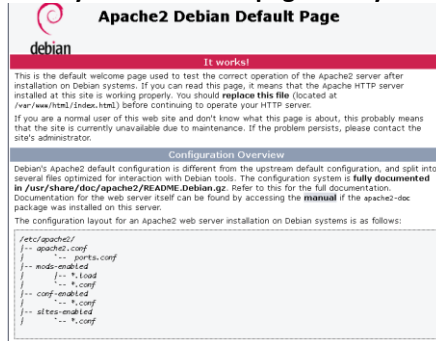 Apache2 Debian Default Page
debian
It works!
This is the default welcome page used to test the correct operation of the Apache2 server after
installation on Debian systems. If you can read this page, it means that the Apache HTTP server
installed at this site is working properly. You should replace this file (located at
/var/www/html/index.html) before continuing to operate your HTTP server.
If you are a normal user of this web site and don't know what this page is about, this probably means
that the site is currently unavailable due to maintenance. If the problem persists, please contact the
site's administrator.
Configuration Overview
Debian's Apache2 default configuration is different from the upstream default configuration, and split into
several files optimized for interaction with Debian tools. The configuration system is fully documented
in /usr/share/doc/apache2/README.Debian.gz. Refer to this for the full documentation.
Documentation for the web server itself can be found by accessing the manual if the apache2-doc
package was installed on this server.
The configuration layout for an Apache2 web server installation on Debian systems is as follows:
/etc/apache2/
|-- apache2.conf
|       `--  ports.conf
|-- mods-enabled
|       |-- *.load
|       `-- *.conf
|-- conf-enabled
|       `-- *.conf
|-- sites-enabled
|       `-- *.conf